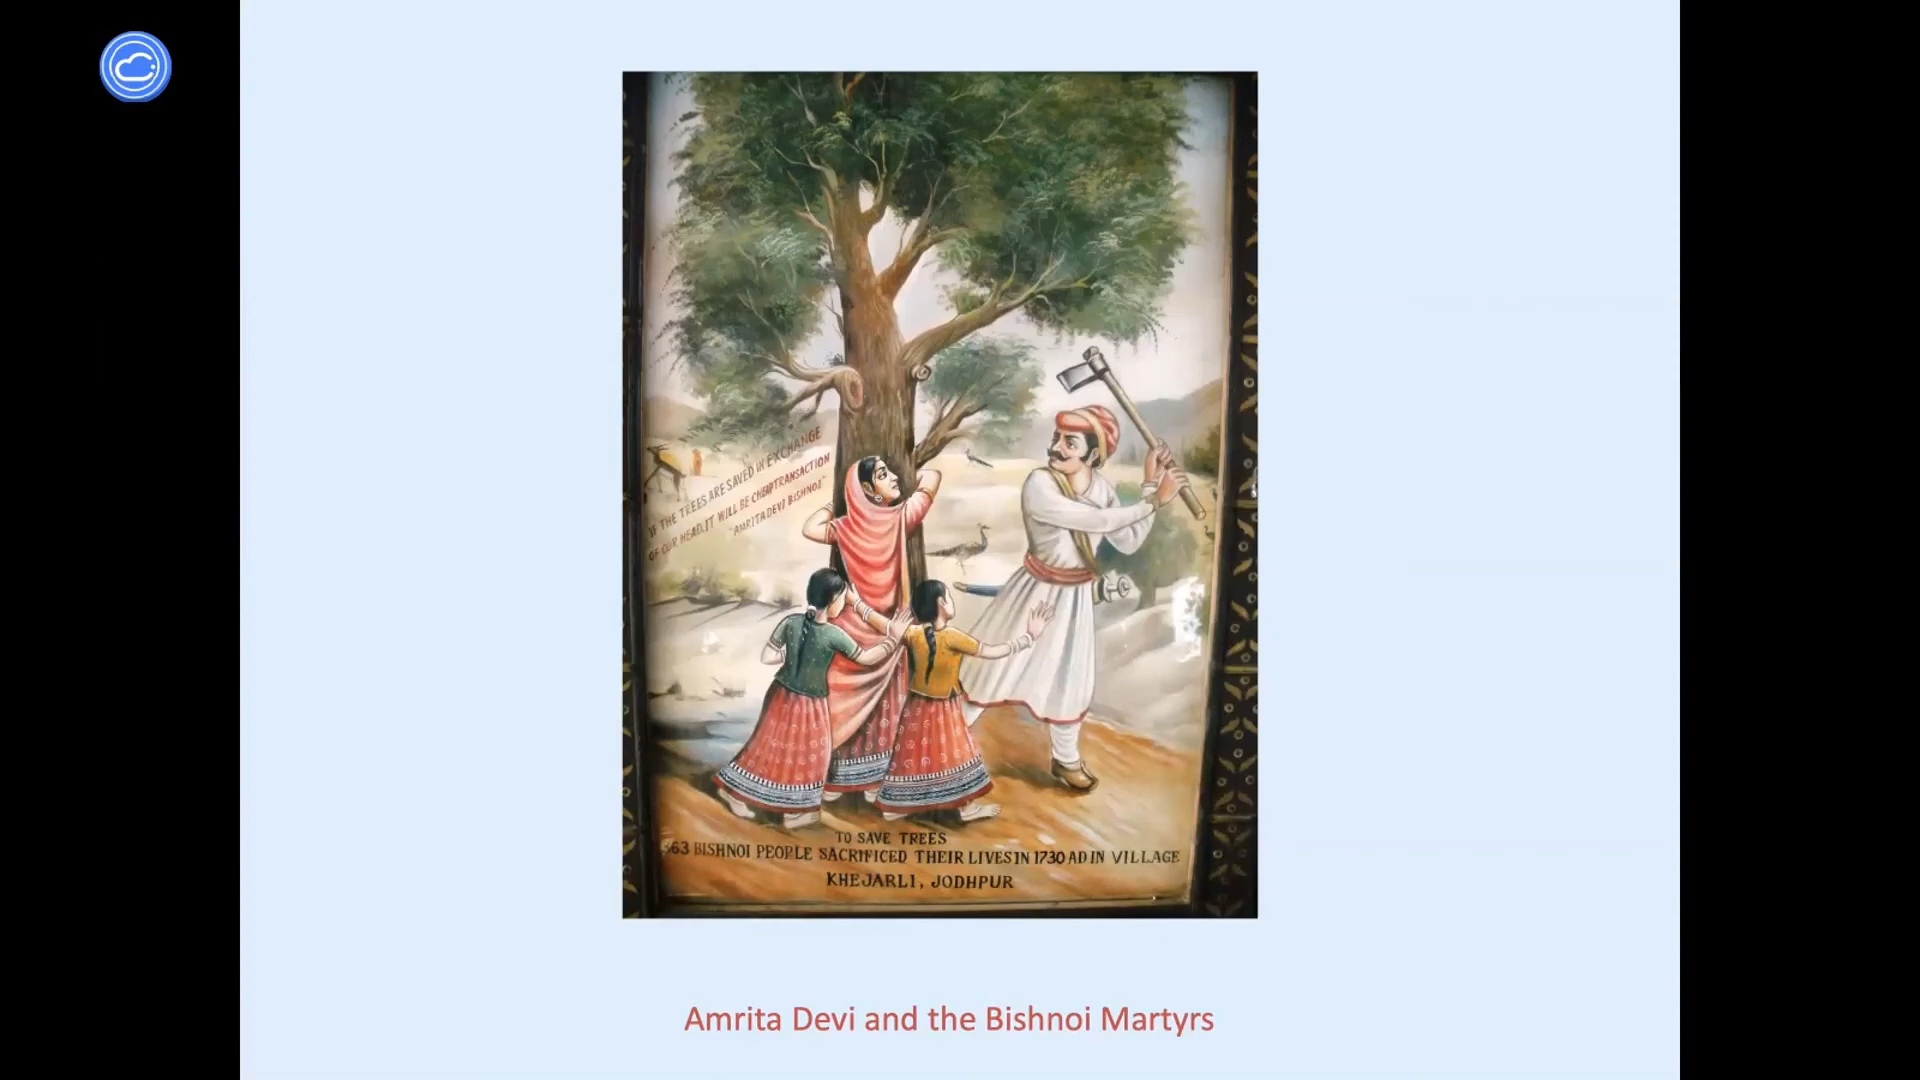 IF THE TREES ARE SAVED IN EXCHANGE
OF OUR HEAD.IT WILL BE CHEAP TRANSACTION
"AMRITA DEVI BISHNOI"
TO SAVE TREES
363 BISHNOI PEOPLE SACRIFICED THEIR LIVES IN 1730 AD IN VILLAGE
KHEJARLI, JODHPUR
Amrita Devi and the Bishnoi Martyrs